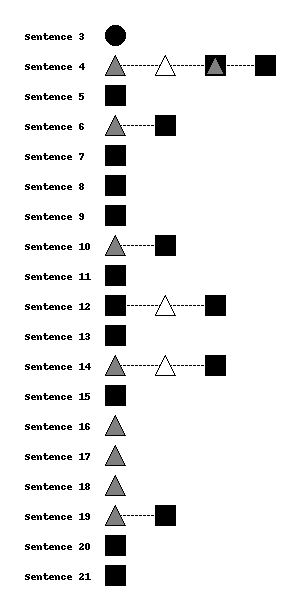 Sentence 3
Sentence 4
Sentence 5
Sentence 6
Sentence 7
Sentence 8
Sentence 9
Sentence 10
Sentence 11
Sentence 12
Sentence 13
Sentence 14
Sentence 15
Sentence 16
Sentence 17
Sentence 18
Sentence 19
Sentence 20
Sentence 21